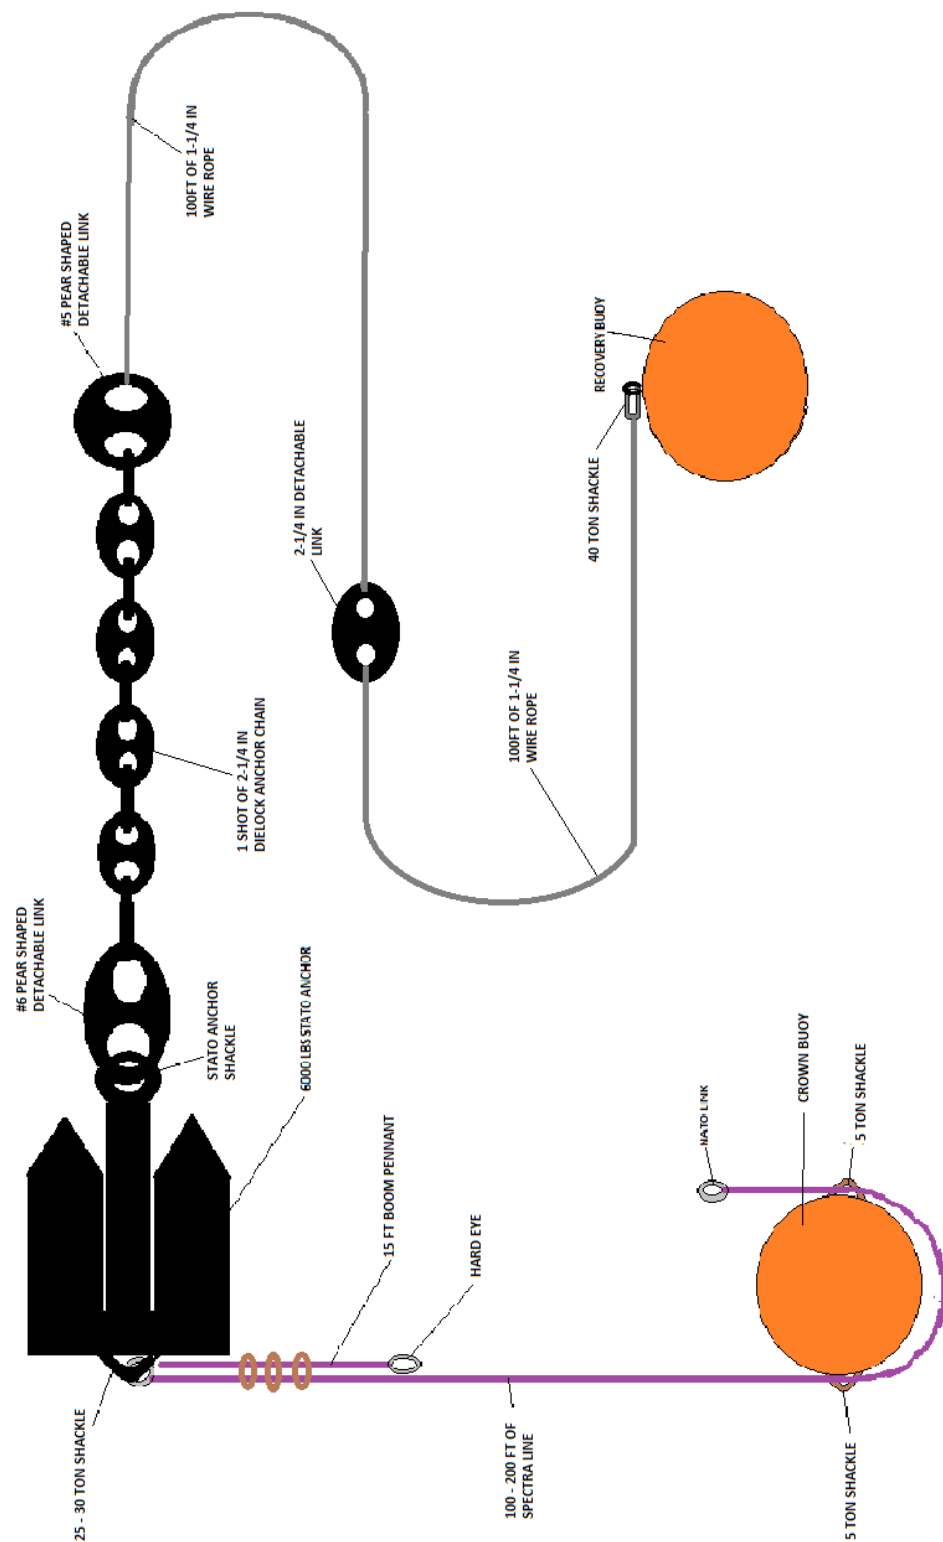 100FT OF 1-1/4 IN
WIRE ROPE
#5 PEAR SHAPED
DETACHABLE LINK
RECOVERY BUOY
40 TON SHACKLE
2-1/4 IN DETACHABLE
LINK
100FT OF 1-1/4 IN
WIRE ROPE
1 SHOT OF 2-1/4 IN
DIELOCK ANCHOR CHAIN
#6 PEAR SHAPED
DETACHABLE LINK
STATO ANCHOR
SHACKLE
6000 LBS STATO ANCHOR
15 FT BOOM PENNANT
HARD EYE
NATO LINK
CROWN BUOY
5 TON SHACKLE
25 - 30 TON SHACKLE
100 - 200 FT OF
SPECTRA LINE
5 TON SHACKLE